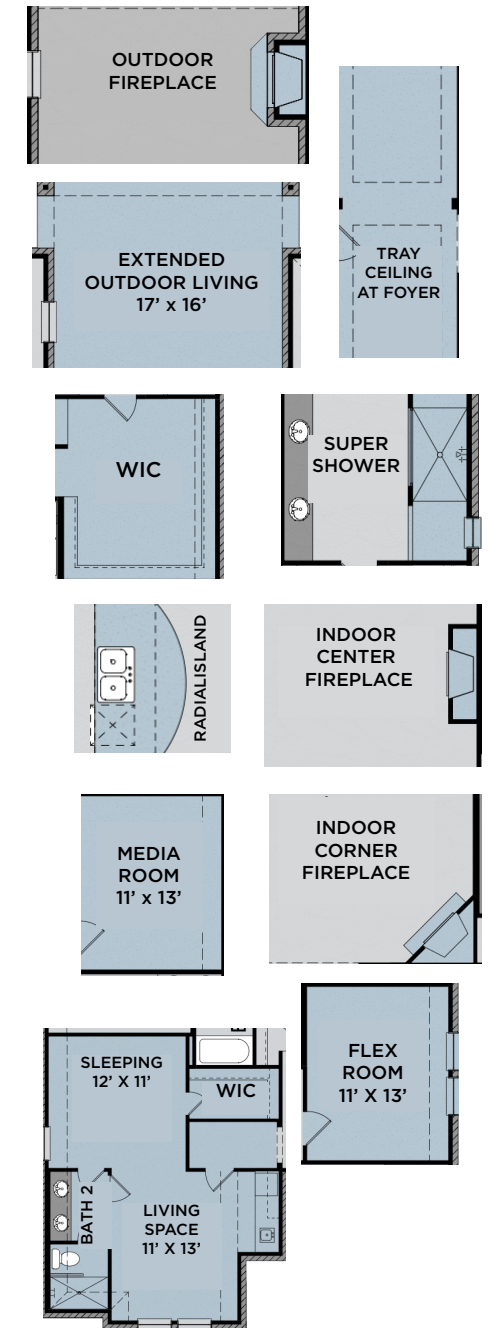 OUTDOOR
FIREPLACE
EXTENDED
OUTDOOR LIVING
17’ x 16’
TRAY
CEILING
AT FOYER
WIC
SUPER
SHOWER
RADIALISLAND
INDOOR
CENTER
FIREPLACE
MEDIA
ROOM
11’ x 13’
INDOOR
CORNER
FIREPLACE
FLEX
ROOM
11’ X 13’
SLEEPING
12’ X 11’
WIC
BATH 2
LIVING
SPACE
11’ X 13’